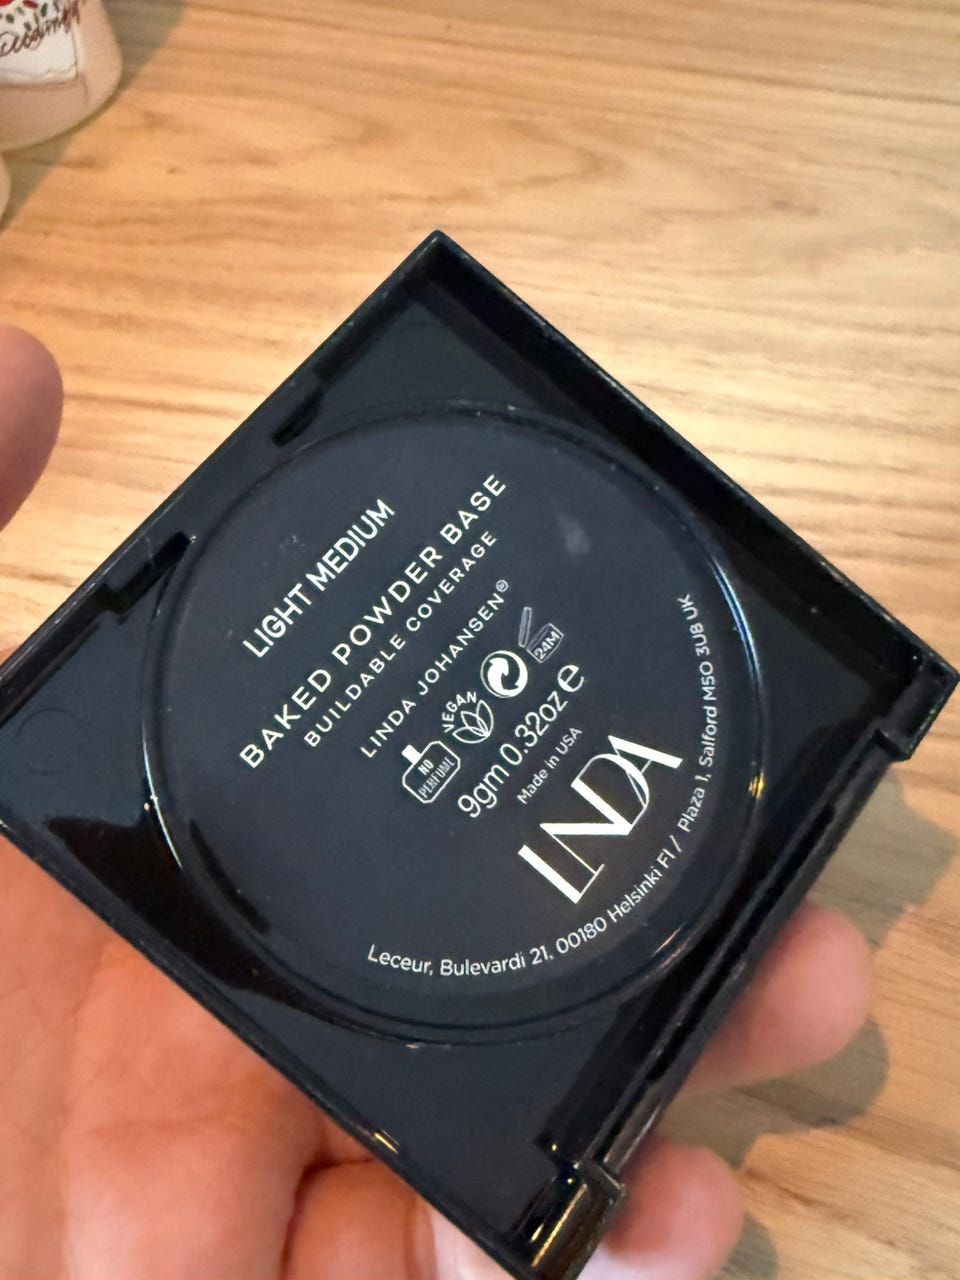 LIGHT MEDIUM
BAKED POWDER BASE
BUILDABLE COVERAGE
LINDA JOHANSEN®
NO PERFUME
VEGAN
24M
9gm 0.32oz e
Made in USA
LINDA
Leceur, Bulevardi 21, 00180 Helsinki FI / Plaza 1, Salford M50 3UB UK